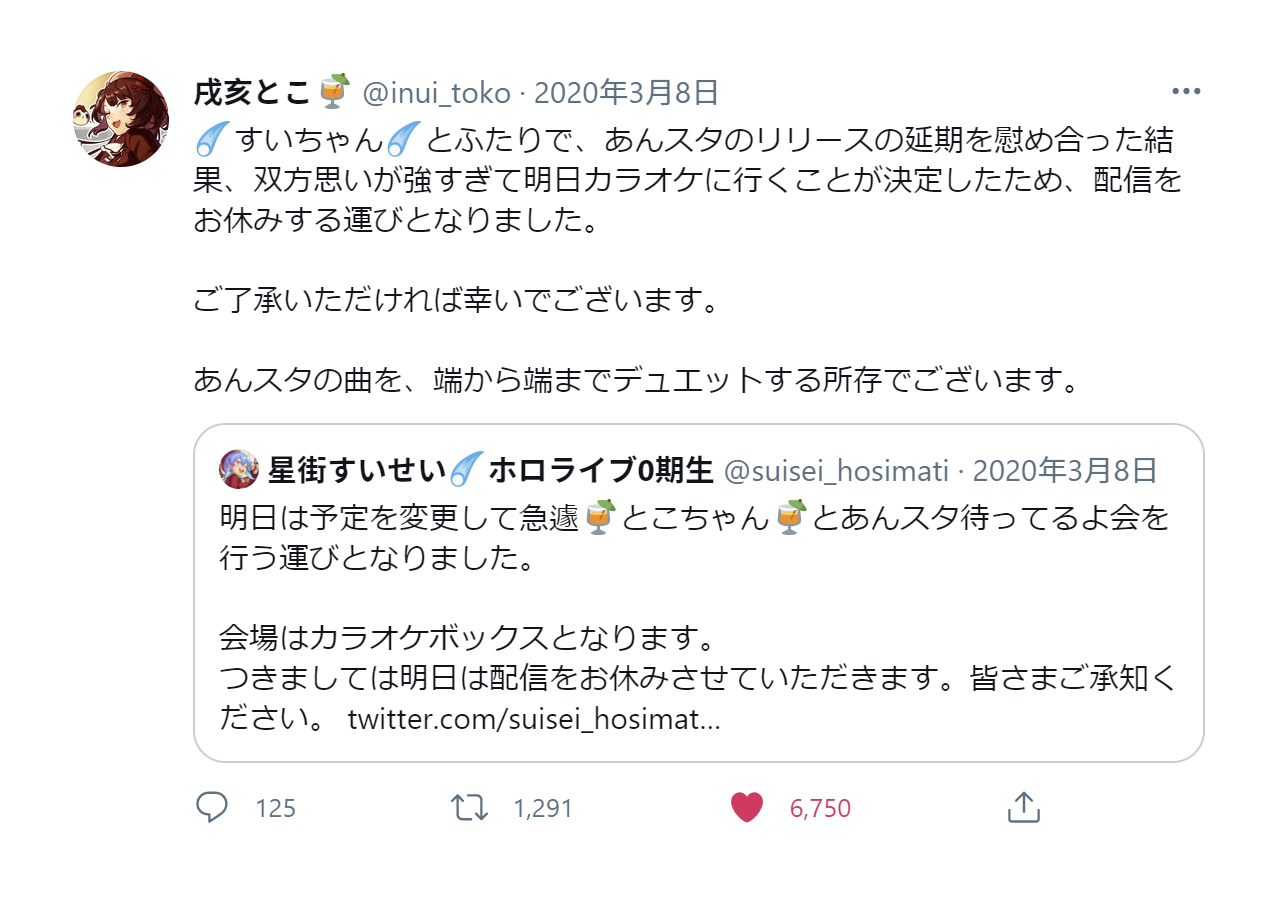 戌亥とこ🍹 @inui_toko · 2020年3月8日
☄️すいちゃん☄️とふたりで、あんスタのリリースの延期を慰め合った結
果、双方思いが強すぎて明日カラオケに行くことが決定したため、配信を
お休みする運びとなりました。
ご了承いただければ幸いでございます。
あんスタの曲を、端から端までデュエットする所存でございます。
星街すいせい☄️ホロライブ0期生 @suisei_hosimati · 2020年3月8日
明日は予定を変更して急遽🍹とこちゃん🍹とあんスタ待ってるよ会を
行う運びとなりました。
会場はカラオケボックスとなります。
つきましては明日は配信をお休みさせていただきます。皆さまご承知く
ださい。 twitter.com/suisei_hosimat…
125 1,291 6,750